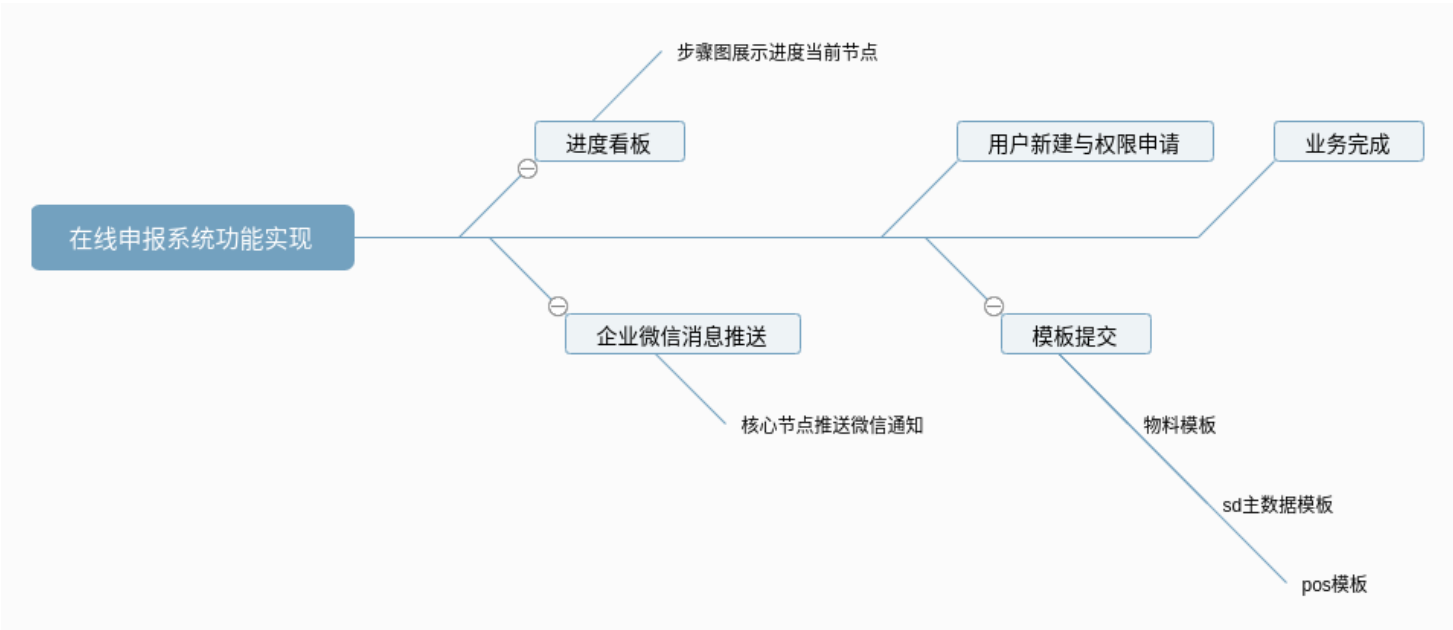 步骤图展示进度当前节点
进度看板
用户新建与权限申请
业务完成
在线申报系统功能实现
企业微信消息推送
模板提交
核心节点推送微信通知
物料模板
sd主数据模板
pos模板